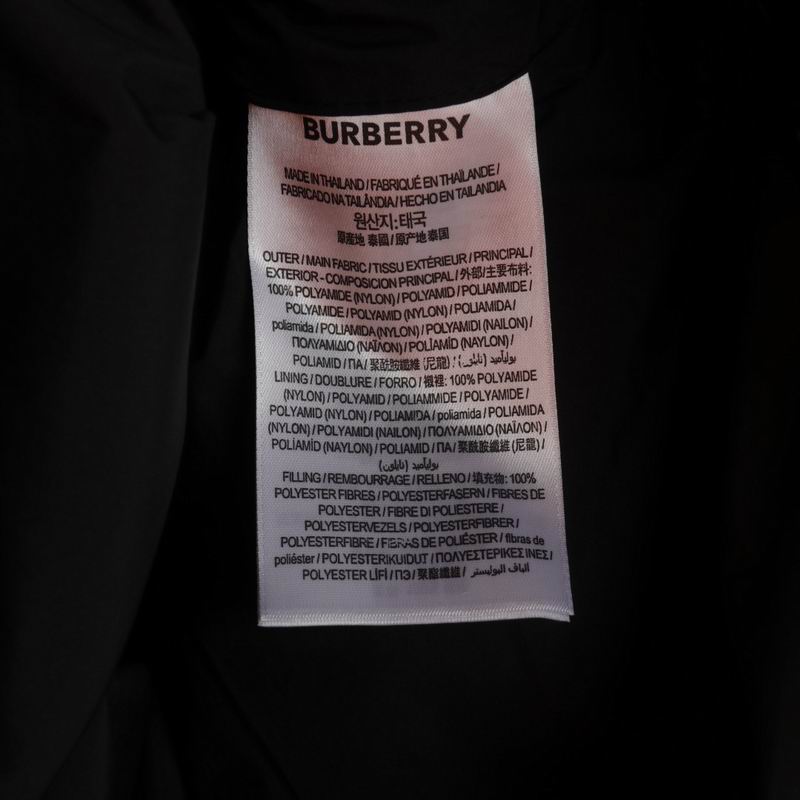 BURBERRY
MADE IN THAILAND / FABRIQUÉ EN THAÏLANDE /
FABRICADO NA TAILÂNDIA / HECHO EN TAILANDIA
원산지:태국
原産地 泰國 / 原产地 泰国
OUTER / MAIN FABRIC / TISSU EXTÉRIEUR / PRINCIPAL /
EXTERIOR - COMPOSICION PRINCIPAL / 外部/主要布料:
100% POLYAMIDE (NYLON) / POLYAMID / POLIAMMIDE /
POLYAMIDE / POLYAMID (NYLON) / POLIAMIDA /
poliamida / POLIAMIDA (NYLON) / POLYAMIDI (NAILON) /
ΠΟΛΥΑΜΙΔΙΟ (ΝΑΪΛΟΝ) / POLİAMİD (NAYLON) /
POLIAMID / ПА / 聚酰胺纖維 (尼龍) / بولياميد (نايلون) /
LINING / DOUBLURE / FORRO / 襯裡: 100% POLYAMIDE
(NYLON) / POLYAMID / POLIAMMIDE / POLYAMIDE /
POLYAMID (NYLON) / POLIAMIDA / poliamida / POLIAMIDA
(NYLON) / POLYAMIDI (NAILON) / ΠΟΛΥΑΜΙΔΙΟ (ΝΑΪΛΟΝ) /
POLİAMİD (NAYLON) / POLIAMID / ПА / 聚酰胺纖維 (尼龍) /
بولياميد (نايلون)
FILLING / REMBOURRAGE / RELLENO / 填充物: 100%
POLYESTER FIBRES / POLYESTERFASERN / FIBRES DE
POLYESTER / FIBRE DI POLIESTERE /
POLYESTERVEZELS / POLYESTERFIBRER /
POLYESTERFIBRE / FIBRAS DE POLIÉSTER / fibras de
poliéster / POLYESTERIKUIDUT / ΠΟΛΥΕΣΤΕΡΙΚΕΣ ΙΝΕΣ /
POLYESTER LİFİ / ПЭ / 聚酯纖維 / ألياف البوليستر